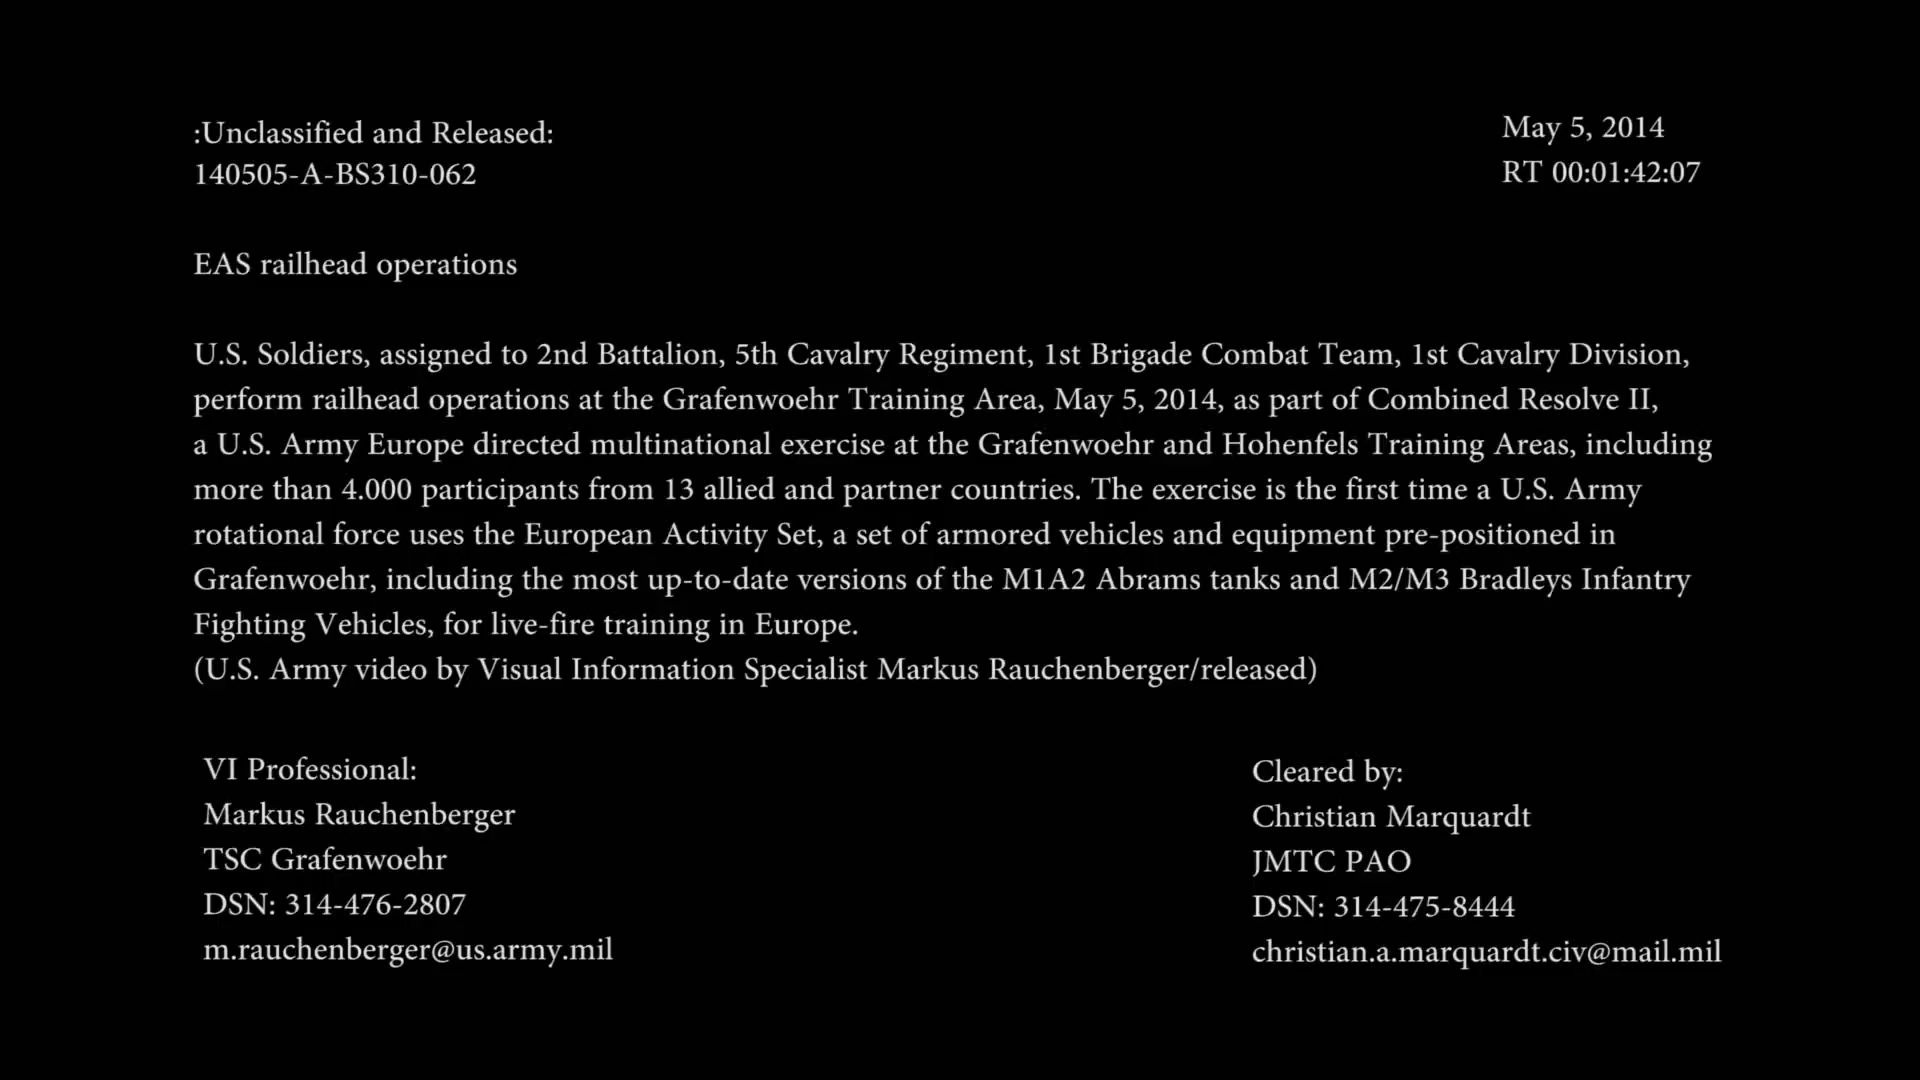 :Unclassified and Released:
140505-A-BS310-062
May 5, 2014
RT 00:01:42:07
EAS railhead operations
U.S. Soldiers, assigned to 2nd Battalion, 5th Cavalry Regiment, 1st Brigade Combat Team, 1st Cavalry Division,
perform railhead operations at the Grafenwoehr Training Area, May 5, 2014, as part of Combined Resolve II,
a U.S. Army Europe directed multinational exercise at the Grafenwoehr and Hohenfels Training Areas, including
more than 4.000 participants from 13 allied and partner countries. The exercise is the first time a U.S. Army
rotational force uses the European Activity Set, a set of armored vehicles and equipment pre-positioned in
Grafenwoehr, including the most up-to-date versions of the M1A2 Abrams tanks and M2/M3 Bradleys Infantry
Fighting Vehicles, for live-fire training in Europe.
(U.S. Army video by Visual Information Specialist Markus Rauchenberger/released)
VI Professional:
Markus Rauchenberger
TSC Grafenwoehr
DSN: 314-476-2807
m.rauchenberger@us.army.mil
Cleared by:
Christian Marquardt
JMTC PAO
DSN: 314-475-8444
christian.a.marquardt.civ@mail.mil